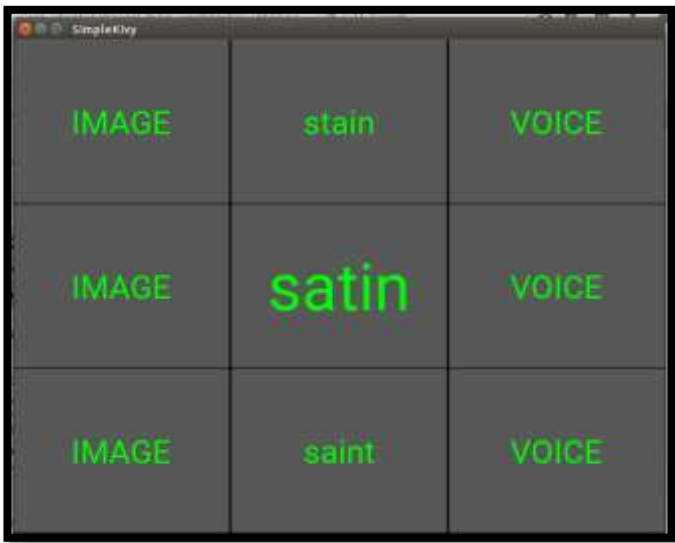 SimpleKivy
IMAGE stain VOICE
IMAGE satin VOICE
IMAGE saint VOICE